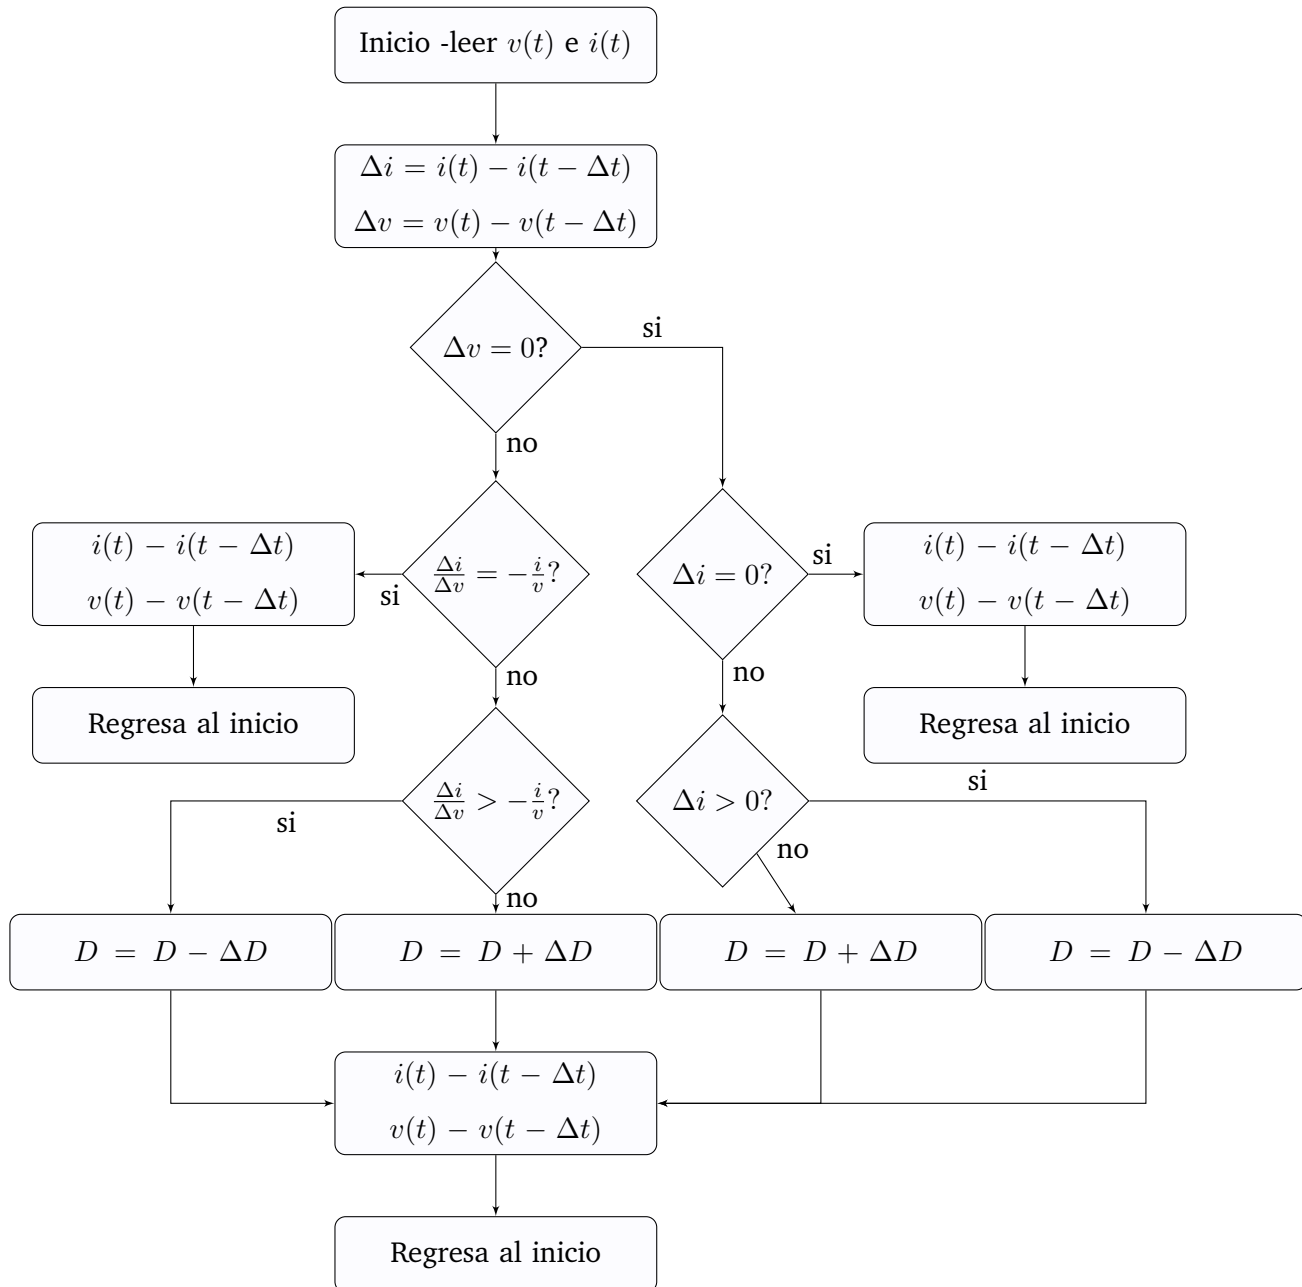 Inicio -leer v(t) e i(t)
Δi = i(t) − i(t − Δt)
Δv = v(t) − v(t − Δt)
Δv = 0?
si
no
Δi/Δv = −i/v?
si
no
i(t) − i(t − Δt)
v(t) − v(t − Δt)
Regresa al inicio
Δi = 0?
si
no
i(t) − i(t − Δt)
v(t) − v(t − Δt)
Regresa al inicio
Δi/Δv > −i/v?
si
no
Δi > 0?
si
no
D = D − ΔD
D = D + ΔD
D = D + ΔD
D = D − ΔD
i(t) − i(t − Δt)
v(t) − v(t − Δt)
Regresa al inicio